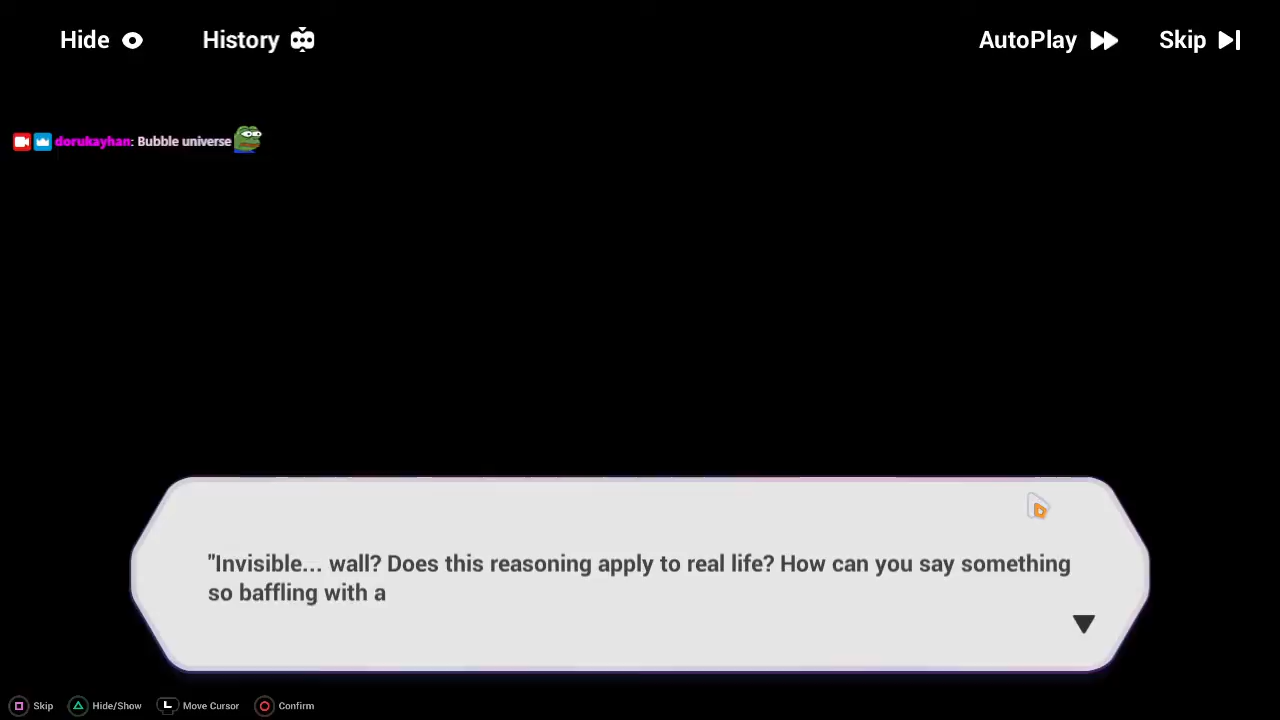 Hide
History
AutoPlay
Skip
dorukayhan: Bubble universe
"Invisible... wall? Does this reasoning apply to real life? How can you say something
so baffling with a
Skip
Hide/Show
L
Move Cursor
Confirm